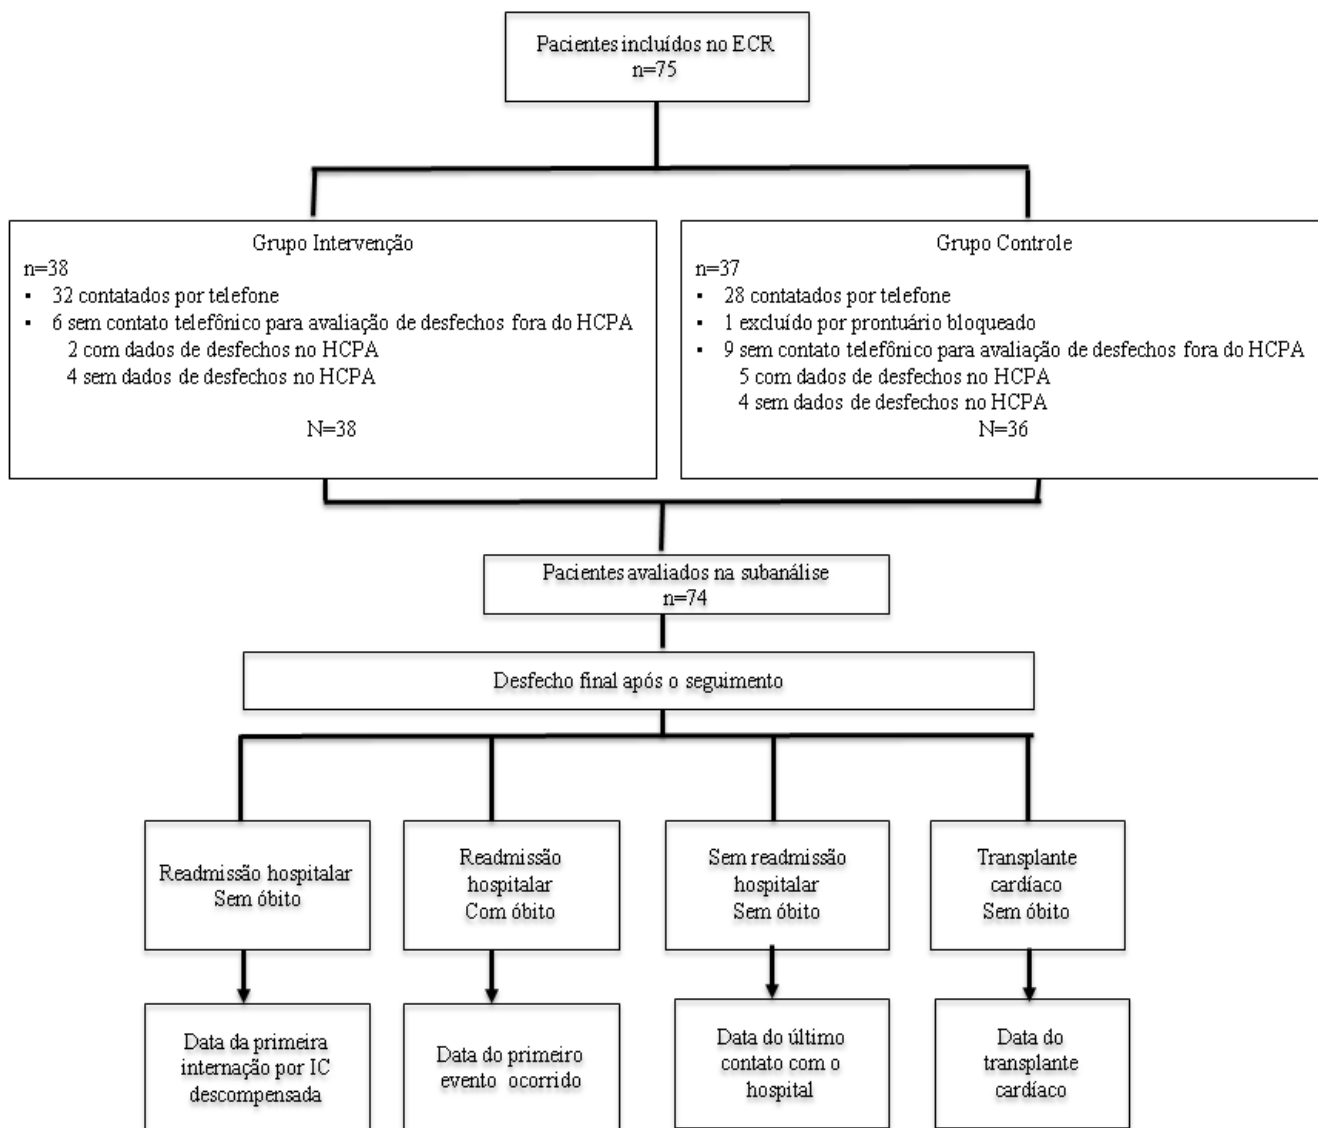 Pacientes incluídos no ECR
n=75
Grupo Intervenção
n=38
▪ 32 contatados por telefone
▪ 6 sem contato telefônico para avaliação de desfechos fora do HCPA
2 com dados de desfechos no HCPA
4 sem dados de desfechos no HCPA
N=38
Grupo Controle
n=37
▪ 28 contatados por telefone
▪ 1 excluído por prontuário bloqueado
▪ 9 sem contato telefônico para avaliação de desfechos fora do HCPA
5 com dados de desfechos no HCPA
4 sem dados de desfechos no HCPA
N=36
Pacientes avaliados na subanálise
n=74
Desfecho final após o seguimento
Readmissão hospitalar
Sem óbito
Readmissão
hospitalar
Com óbito
Sem readmissão
hospitalar
Sem óbito
Transplante
cardíaco
Sem óbito
Data da primeira
internação por IC
descompensada
Data do primeiro
evento ocorrido
Data do último
contato com o
hospital
Data do
transplante
cardíaco